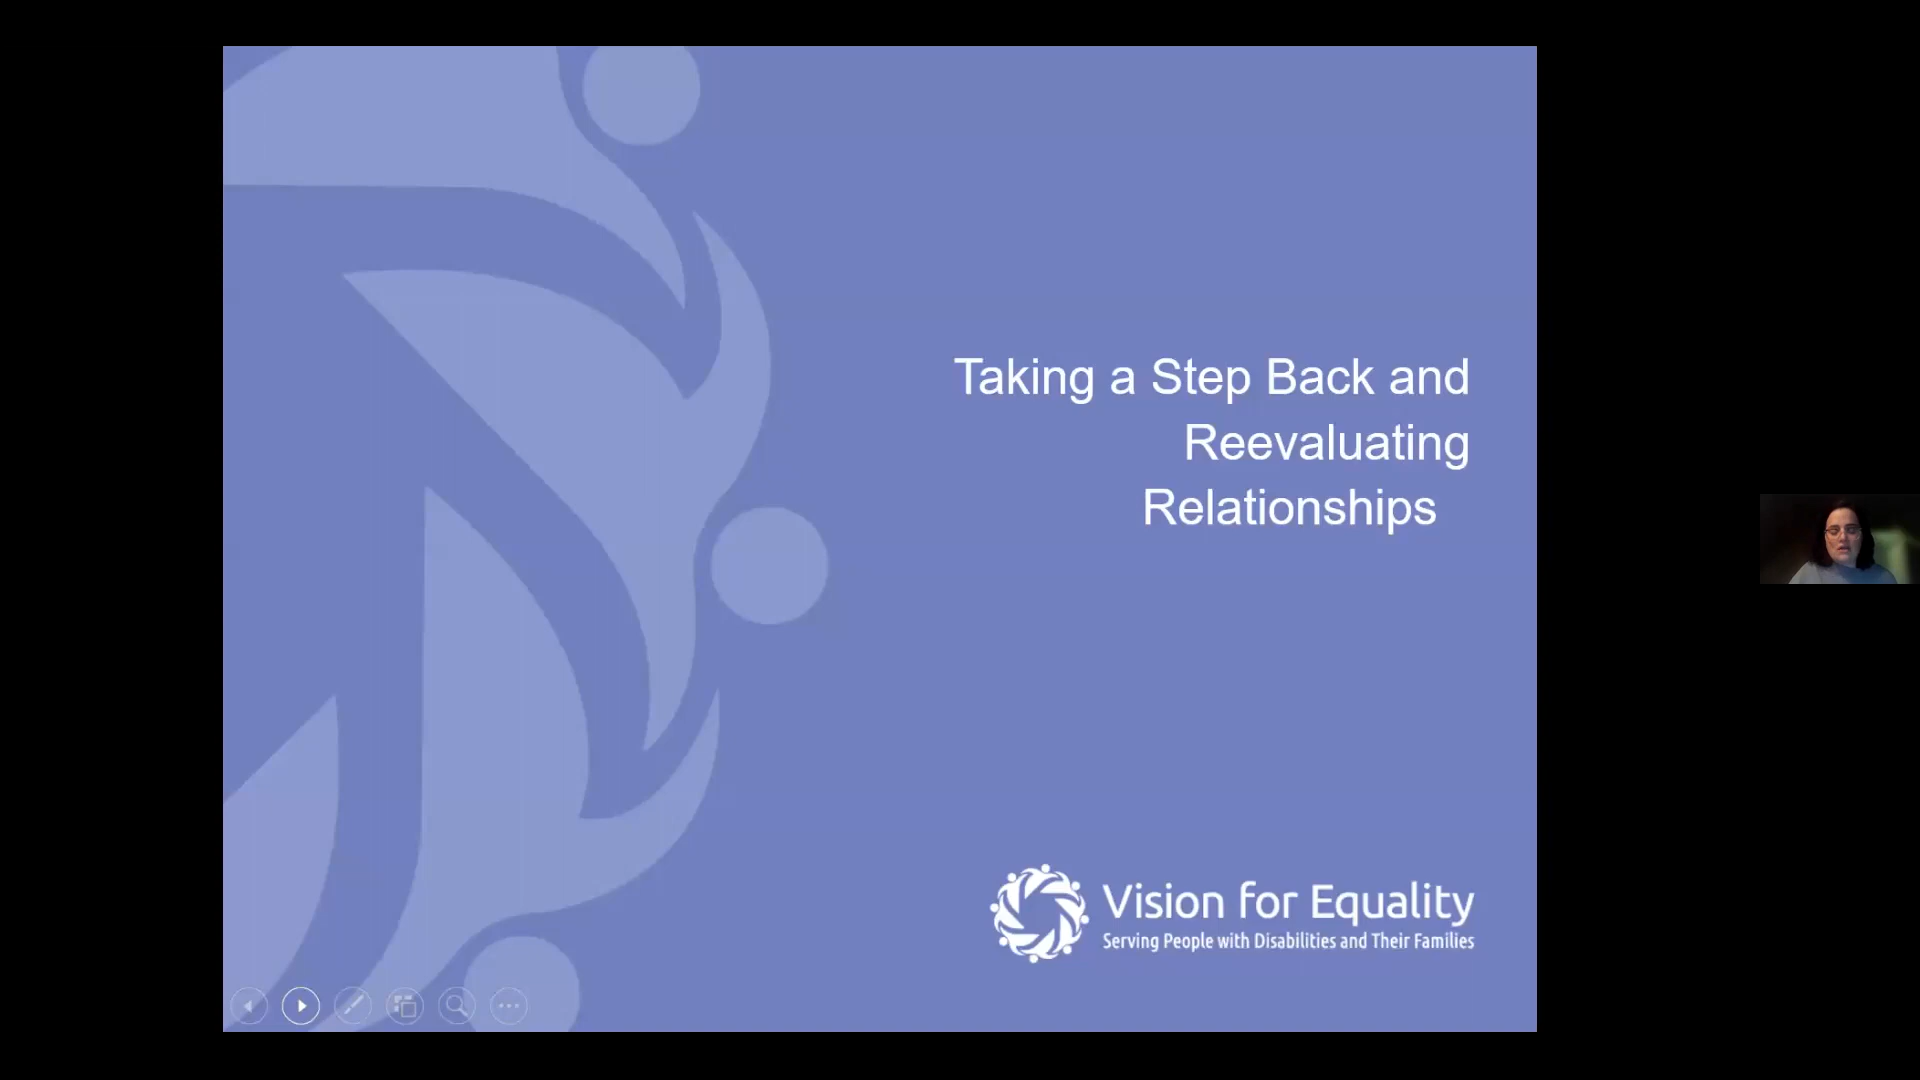 Taking a Step Back and
Reevaluating
Relationships
Vision for Equality
Serving People with Disabilities and Their Families